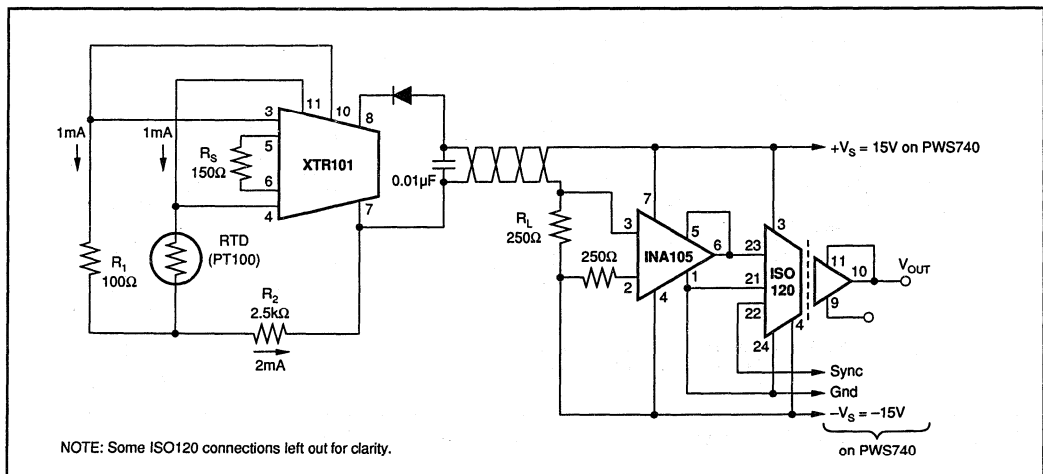 11
10
8
3
1mA
1mA
5
XTR101
R_S
150Ω
6
4
7
0.01μF
+V_S = 15V on PWS740
RTD
(PT100)
R_1
100Ω
R_2
2.5kΩ
2mA
R_L
250Ω
250Ω
7
3
5
INA105
6
2
1
4
3
23
21
22
24
ISO
120
4
11
10
9
V_OUT
Sync
Gnd
–V_S = –15V
on PWS740
NOTE: Some ISO120 connections left out for clarity.